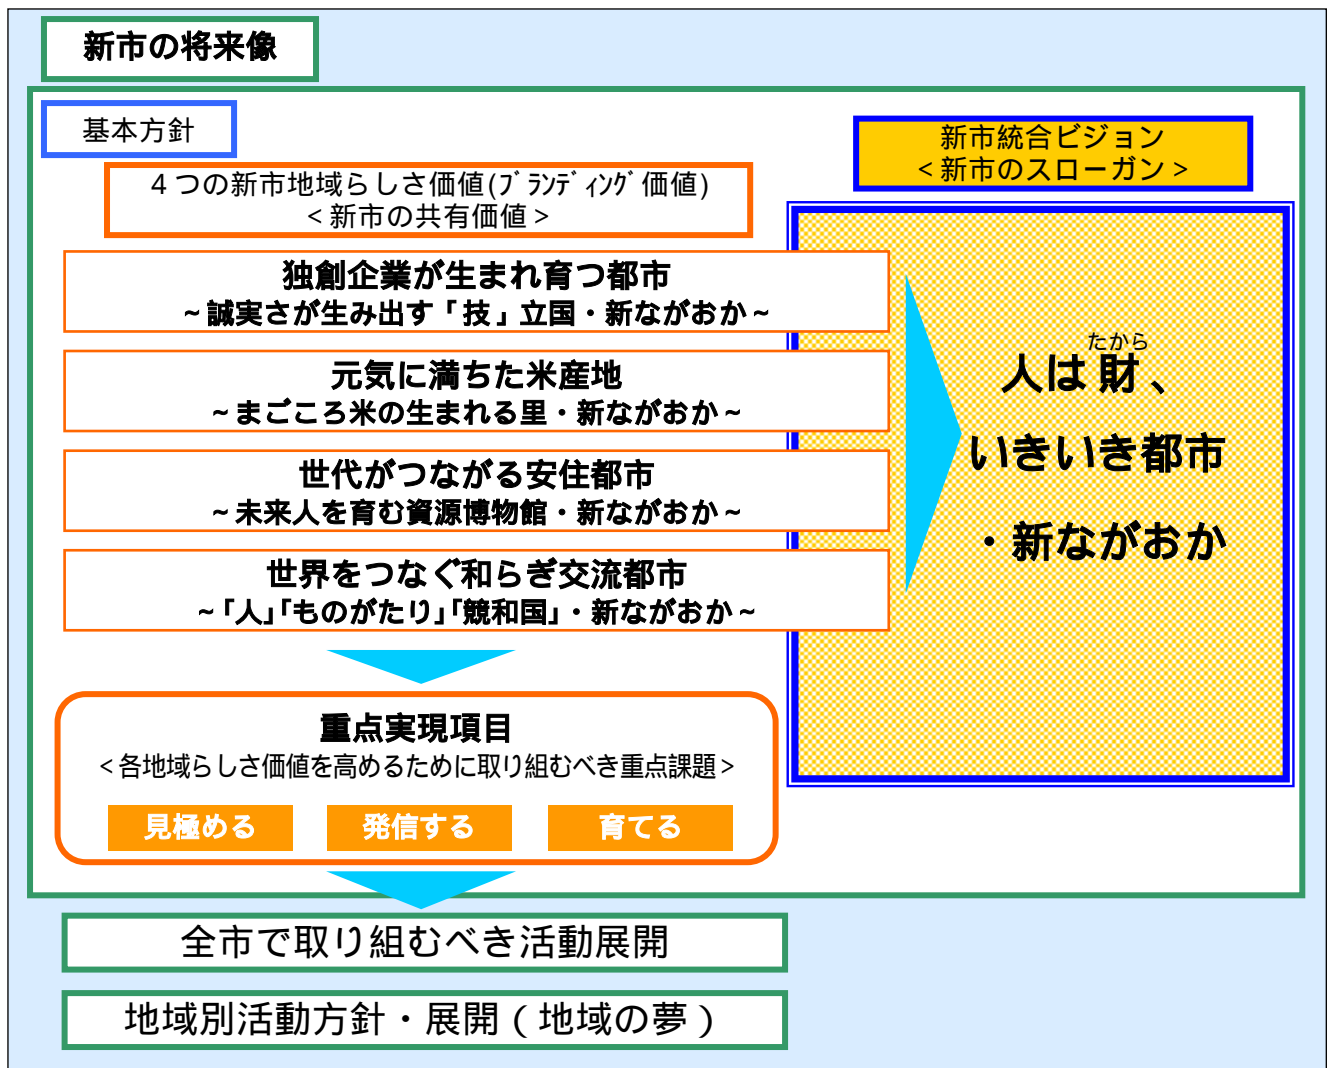 新市の将来像
基本方針
新市統合ビジョン
<新市のスローガン>
４つの新市地域らしさ価値(ﾌﾞﾗﾝﾃﾞｨﾝｸﾞ価値)
<新市の共有価値>
独創企業が生まれ育つ都市
~誠実さが生み出す「技」立国・新ながおか~
元気に満ちた米産地
~まごころ米の生まれる里・新ながおか~
世代がつながる安住都市
~未来人を育む資源博物館・新ながおか~
世界をつなぐ和らぎ交流都市
~「人」「ものがたり」「競和国」・新ながおか~
たから
人は財、
いきいき都市
・新ながおか
重点実現項目
<各地域らしさ価値を高めるために取り組むべき重点課題>
見極める 発信する 育てる
全市で取り組むべき活動展開
地域別活動方針・展開(地域の夢)